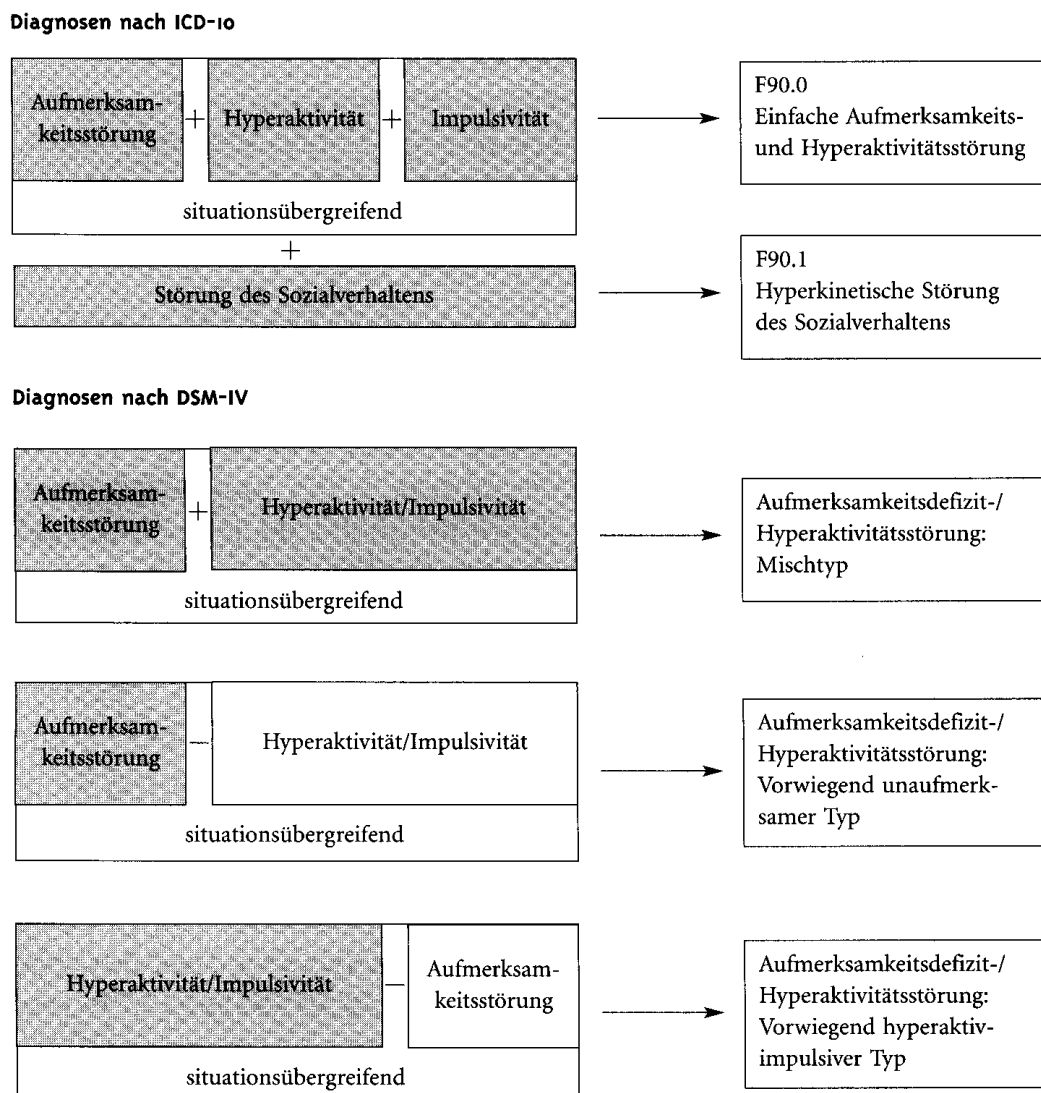 Diagnosen nach ICD-10
Aufmerksam-
keitsstörung
+
Hyperaktivität
+
Impulsivität
situationsübergreifend
F90.0
Einfache Aufmerksamkeits-
und Hyperaktivitätsstörung
+
Störung des Sozialverhaltens
F90.1
Hyperkinetische Störung
des Sozialverhaltens
Diagnosen nach DSM-IV
Aufmerksam-
keitsstörung
+
Hyperaktivität/Impulsivität
situationsübergreifend
Aufmerksamkeitsdefizit-/
Hyperaktivitätsstörung:
Mischtyp
Aufmerksam-
keitsstörung
–
Hyperaktivität/Impulsivität
situationsübergreifend
Aufmerksamkeitsdefizit-/
Hyperaktivitätsstörung:
Vorwiegend unaufmerk-
samer Typ
Hyperaktivität/Impulsivität
–
Aufmerksam-
keitsstörung
situationsübergreifend
Aufmerksamkeitsdefizit-/
Hyperaktivitätsstörung:
Vorwiegend hyperaktiv-
impulsiver Typ